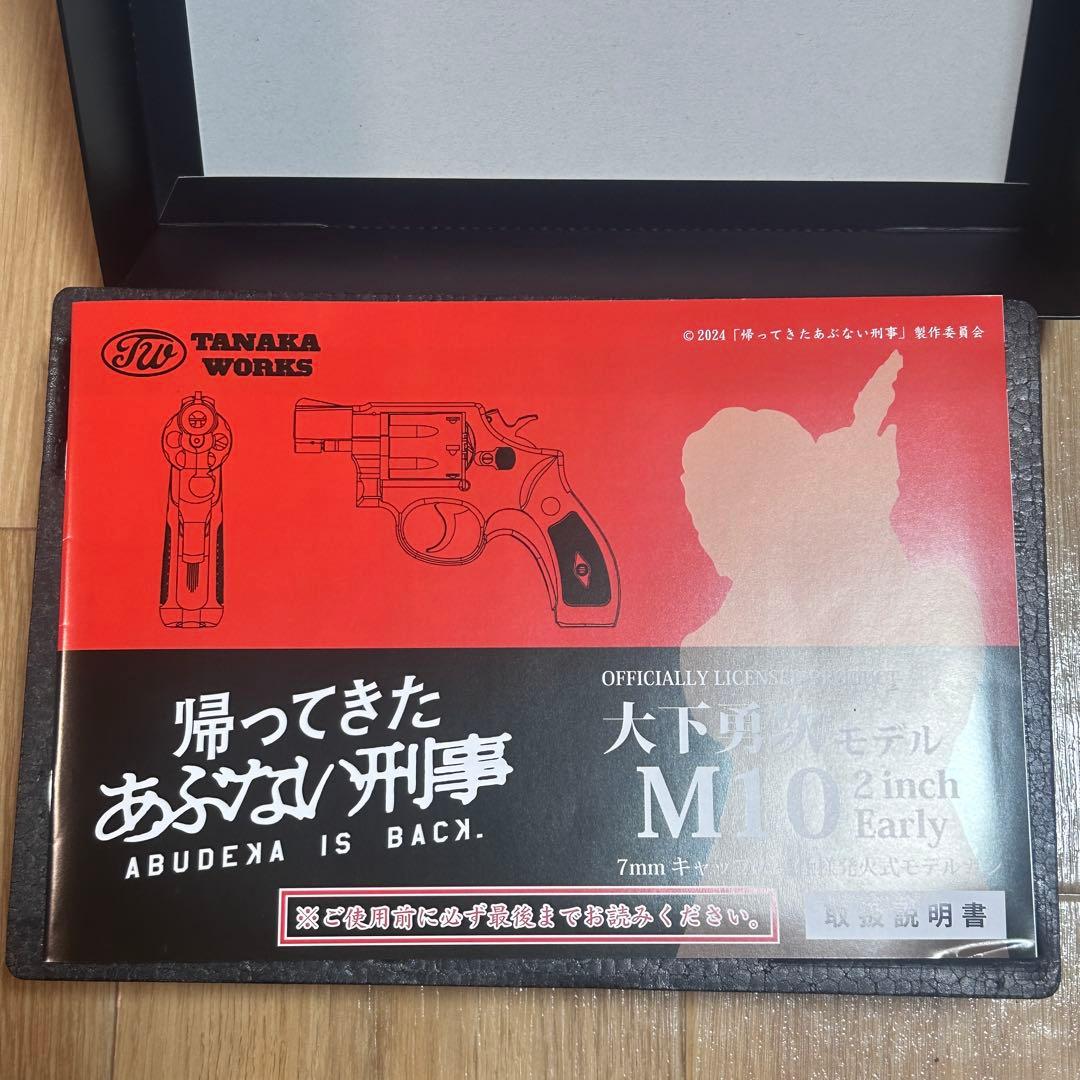 TW
TANAKA
WORKS
© 2024「帰ってきたあぶない刑事」製作委員会
帰ってきた
あぶない刑事
ABUDEKA IS BACK.
OFFICIALLY LICENSED
大下勇次モデル
M10 2 inch Early
7mm キャップ 発火式モデルガン
※ご使用前に必ず最後までお読みください。
取扱説明書